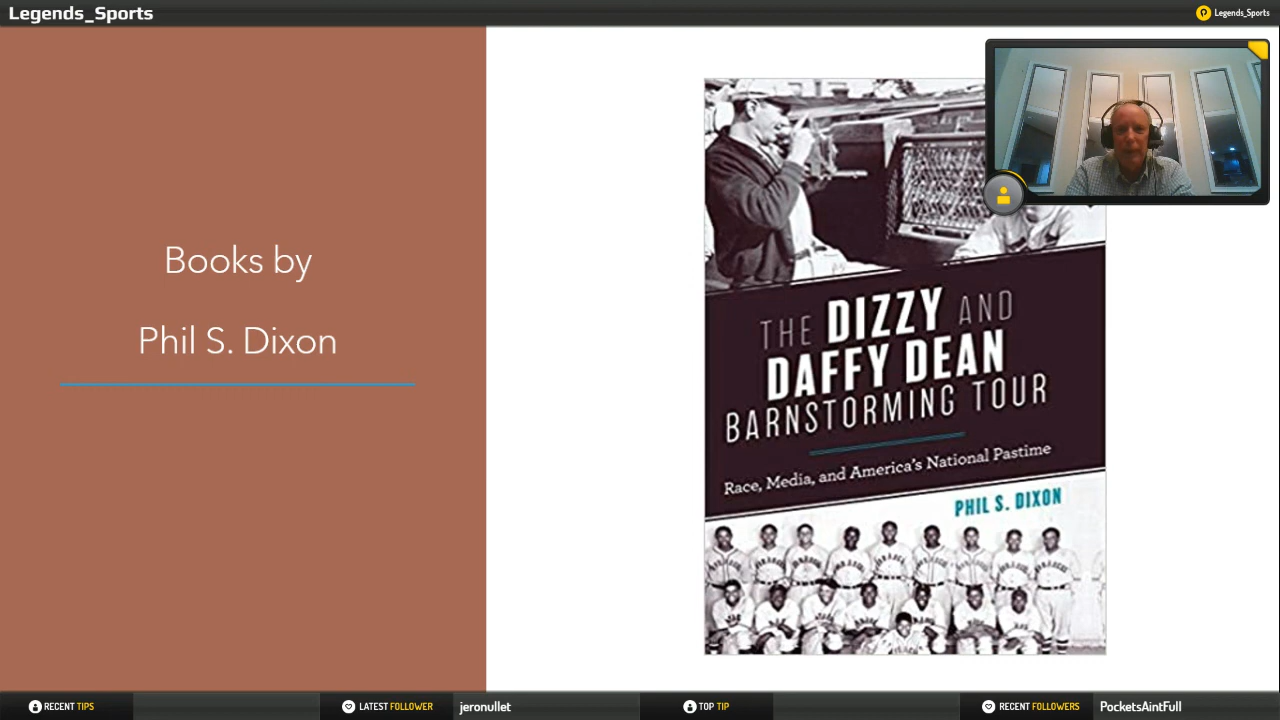 Legends_Sports
Legends_Sports
Books by
Phil S. Dixon
THE DIZZY AND
DAFFY DEAN
BARNSTORMING TOUR
Race, Media, and America's National Pastime
PHIL S. DIXON
RECENT TIPS
LATEST FOLLOWER
jeronullet
TOP TIP
RECENT FOLLOWERS
PocketsAintFull